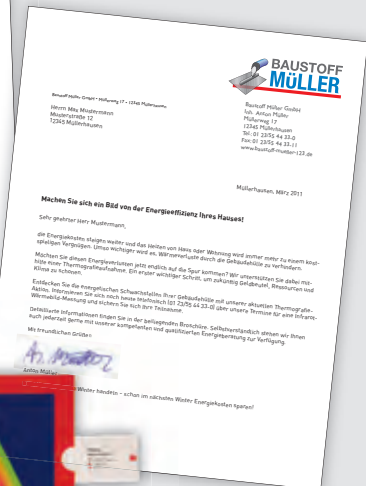 BAUSTOFF
MÜLLER
Baustoff Müller GmbH • Müllerweg 17 • 12345 Müllerhausen
Herrn Max Mustermann
Musterstraße 12
12345 Müllerhausen
Baustoff Müller GmbH
Inh. Anton Müller
Müllerweg 17
12345 Müllerhausen
Tel: 01 23/55 44 33-0
Fax: 01 23/55 44 33-11
www.baustoff-mueller-123.de
Müllerhausen, März 2011
Machen Sie sich ein Bild von der Energieeffizienz Ihres Hauses!
Sehr geehrter Herr Mustermann,
die Energiekosten steigen weiter und das Heizen von Haus oder Wohnung wird immer mehr zu einem kost-
spieligen Vergnügen. Umso wichtiger wird es, Wärmeverluste durch die Gebäudehülle zu verhindern.
Möchten Sie diesen Energieverlusten jetzt endlich auf die Spur kommen? Wir unterstützen Sie dabei mit-
hilfe einer Thermografieaufnahme. Ein erster wichtiger Schritt, um zukünftig Geldbeutel, Ressourcen und
Klima zu schonen.
Entdecken Sie die energetischen Schwachstellen Ihrer Gebäudehülle mit unserer aktuellen Thermografie-
Aktion. Informieren Sie sich noch heute telefonisch (01 23/55 44 33-0) über unsere Termine für eine Infrarot-
Wärmebild-Messung und sichern Sie sich Ihre Teilnahme.
Detaillierte Informationen finden Sie in der beiliegenden Broschüre. Selbstverständlich stehen wir Ihnen
auch jederzeit gerne mit unserer kompetenten und qualifizierten Energieberatung zur Verfügung.
Mit freundlichen Grüßen
Anton Müller
Winter handeln – schon im nächsten Winter Energiekosten sparen!